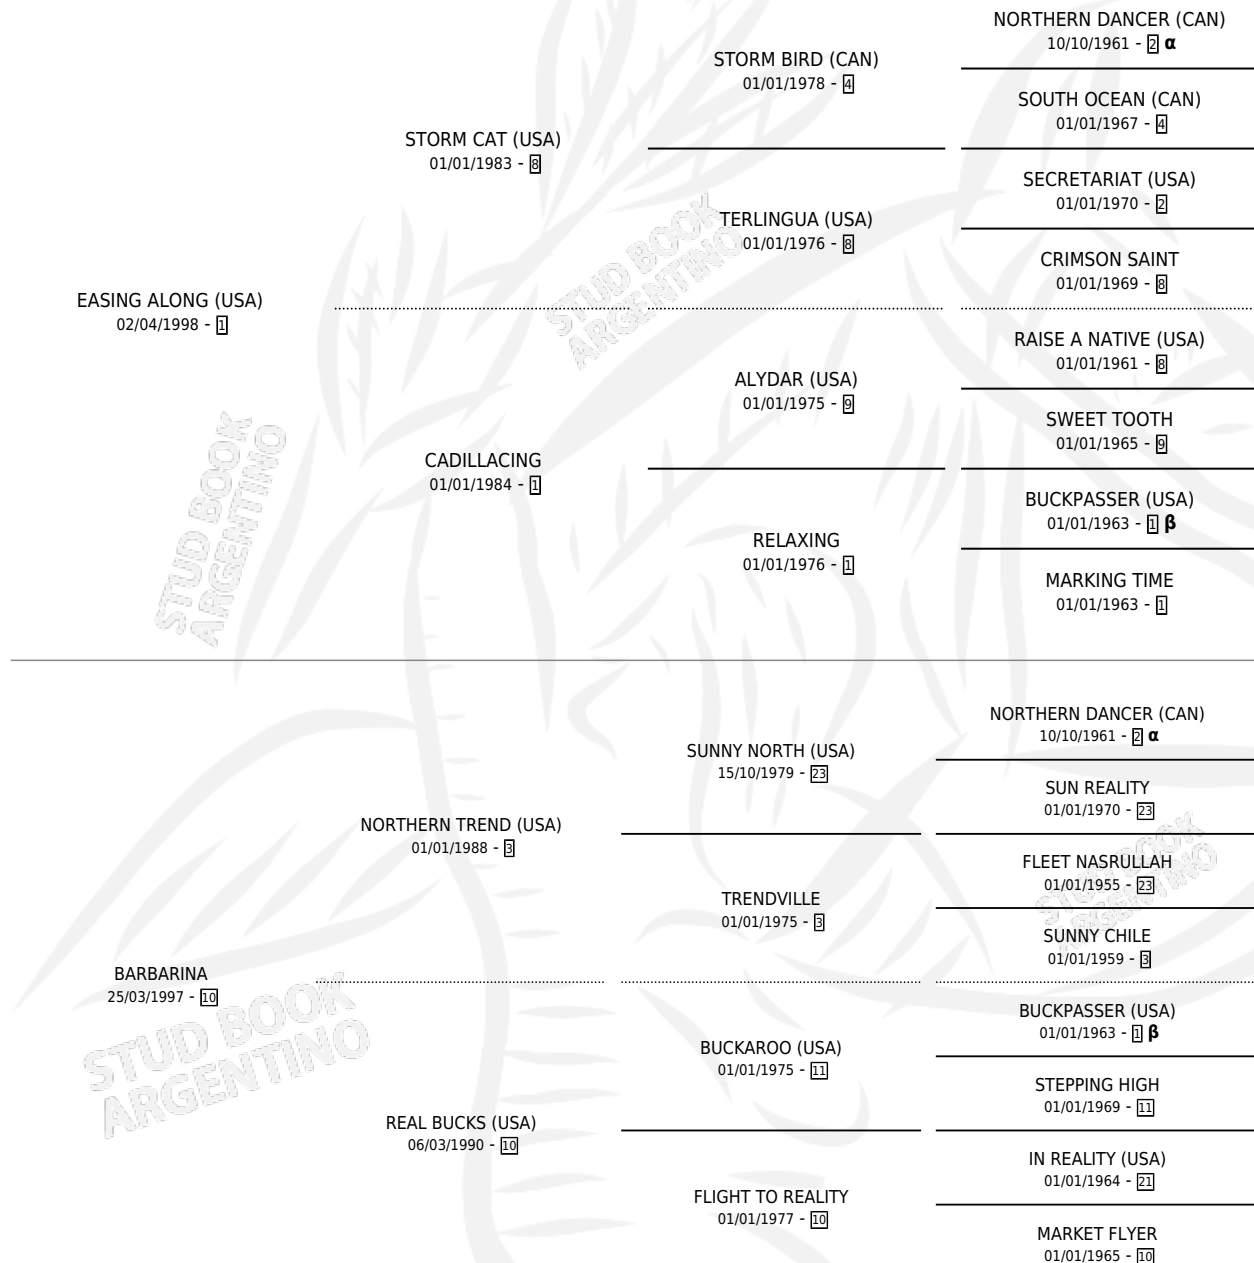 NORTHERN DANCER (CAN)
10/10/1961 - 2 α
STORM BIRD (CAN)
01/01/1978 - 4
SOUTH OCEAN (CAN)
01/01/1967 - 4
STORM CAT (USA)
01/01/1983 - 8
SECRETARIAT (USA)
01/01/1970 - 2
TERLINGUA (USA)
01/01/1976 - 8
CRIMSON SAINT
01/01/1969 - 8
EASING ALONG (USA)
02/04/1998 - 1
RAISE A NATIVE (USA)
01/01/1961 - 8
ALYDAR (USA)
01/01/1975 - 9
SWEET TOOTH
01/01/1965 - 9
CADILLACING
01/01/1984 - 1
BUCKPASSER (USA)
01/01/1963 - 1 β
RELAXING
01/01/1976 - 1
MARKING TIME
01/01/1963 - 1
NORTHERN DANCER (CAN)
10/10/1961 - 2 α
SUNNY NORTH (USA)
15/10/1979 - 23
SUN REALITY
01/01/1970 - 23
NORTHERN TREND (USA)
01/01/1988 - 3
FLEET NASRULLAH
01/01/1955 - 23
TRENDVILLE
01/01/1975 - 3
SUNNY CHILE
01/01/1959 - 3
BARBARINA
25/03/1997 - 10
BUCKPASSER (USA)
01/01/1963 - 1 β
BUCKAROO (USA)
01/01/1975 - 11
STEPPING HIGH
01/01/1969 - 11
REAL BUCKS (USA)
06/03/1990 - 10
IN REALITY (USA)
01/01/1964 - 21
FLIGHT TO REALITY
01/01/1977 - 10
MARKET FLYER
01/01/1965 - 10
STUD BOOK
ARGENTINO
STUD BOOK
ARGENTINO
STUD BOOK
ARGENTINO
STUD BOOK
ARGENTINO